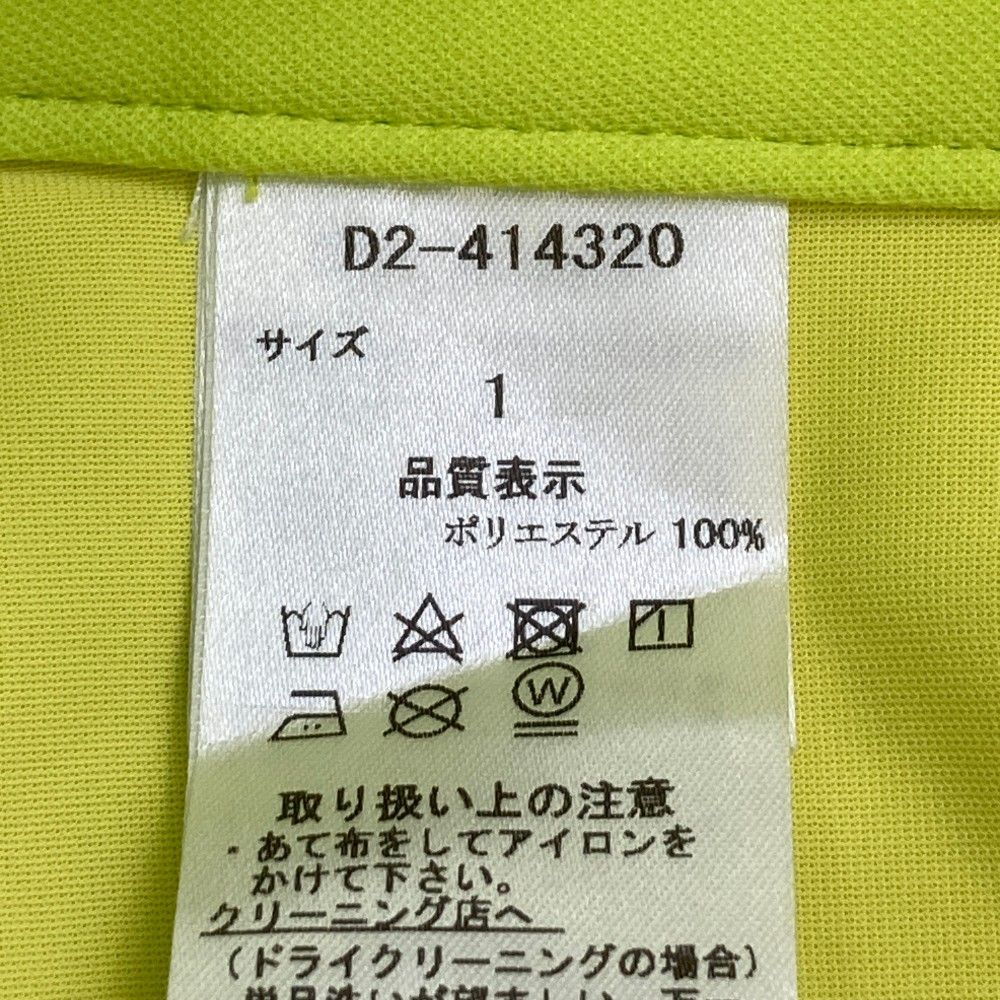 D2-414320
サイズ
1
品質表示
ポリエステル 100%
W
取り扱い上の注意
・あて布をしてアイロンを
かけて下さい。
クリーニング店へ
(ドライクリーニングの場合)